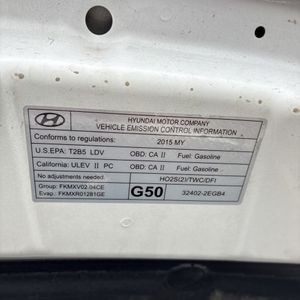 HYUNDAI MOTOR COMPANY
VEHICLE EMISSION CONTROL INFORMATION
Conforms to regulations: 2015 MY
U.S.EPA: T2B5 LDV OBD: CA II Fuel: Gasoline
California: ULEV II PC OBD: CA II Fuel: Gasoline
No adjustments needed. HO2S(2)/TWC/DFI
Group: FKMXV02.04CE G50 32402-2EGB4
Evap.: FKMXR01281GE